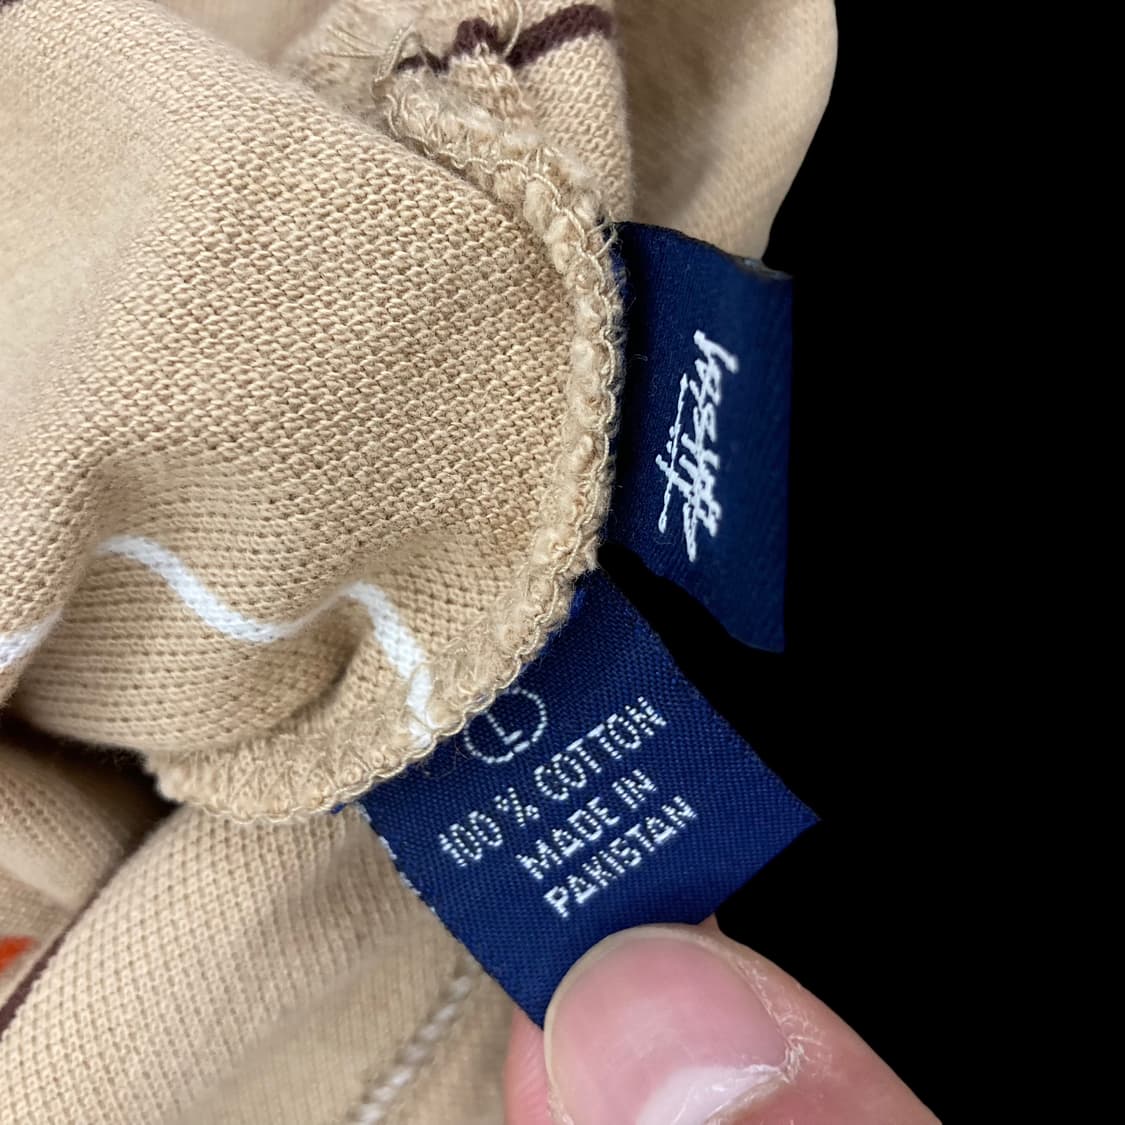 Stüssy
L
100% COTTON
MADE IN
PAKISTAN